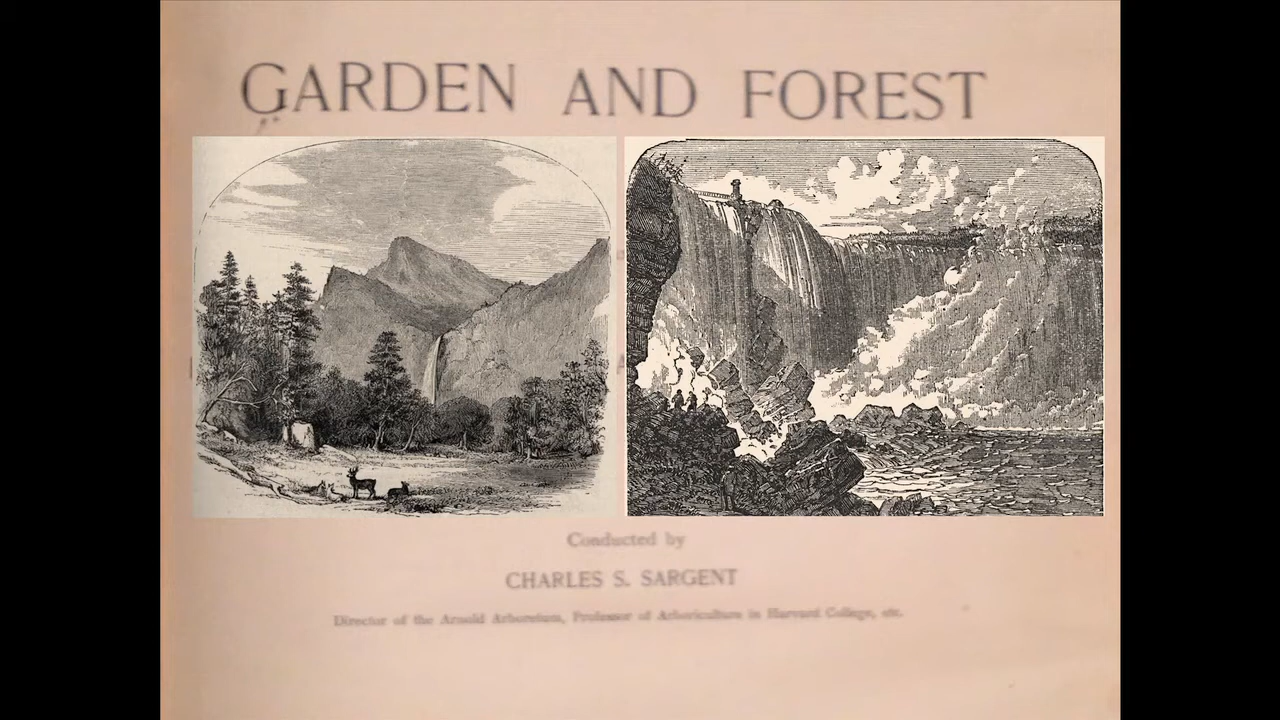 GARDEN AND FOREST
Conducted by
CHARLES S. SARGENT
Director of the Arnold Arboretum, Professor of Arboriculture in Harvard College, etc.